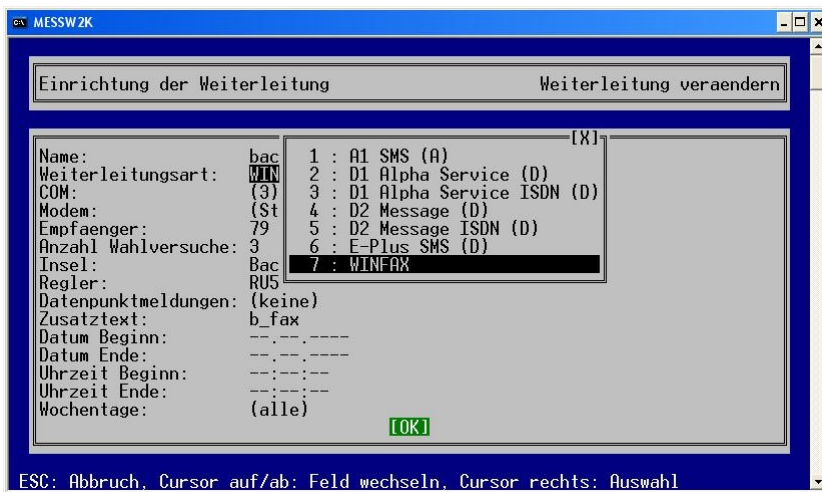 MESSW2K
Einrichtung der Weiterleitung Weiterleitung veraendern
[X]
Name: bac
Weiterleitungsart: WIN
COM: (3)
Modem: (St
Empfaenger: 79
Anzahl Wahlversuche: 3
Insel: Bac
Regler: RU5
Datenpunktmeldungen: (keine)
Zusatztext: b_fax
Datum Beginn: --.--.----
Datum Ende: --.--.----
Uhrzeit Beginn: --:--:--
Uhrzeit Ende: --:--:--
Wochentage: (alle)
1 : A1 SMS (A)
2 : D1 Alpha Service (D)
3 : D1 Alpha Service ISDN (D)
4 : D2 Message (D)
5 : D2 Message ISDN (D)
6 : E-Plus SMS (D)
7 : WINFAX
[OK]
ESC: Abbruch, Cursor auf/ab: Feld wechseln, Cursor rechts: Auswahl